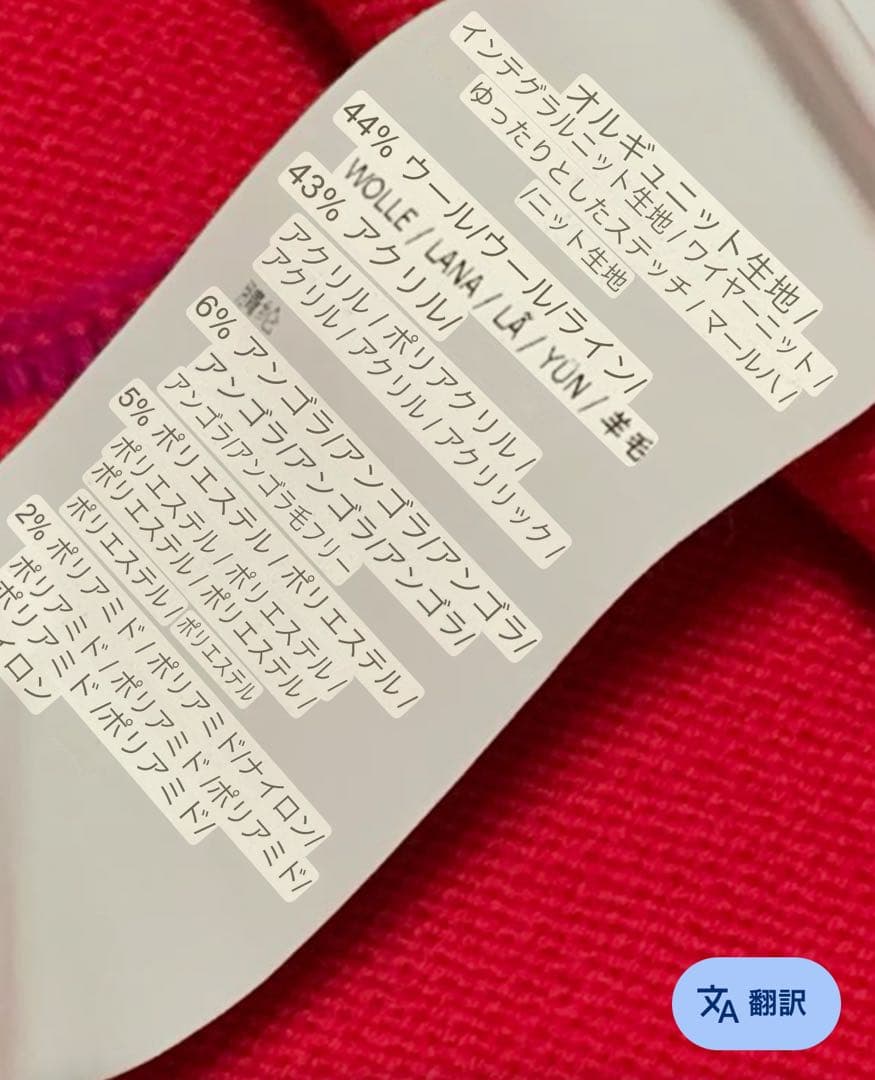 オルギュニット生地 /
インテグラルニット生地 / ワイヤーニット /
ゆったりとしたステッチ / マールハ /
/ニット生地
44% ウール/ウール/ライン/
WOLLE / LANA / LÃ / YÜN / 羊毛
43% アクリル/
アクリル / ポリアクリル /
アクリル / アクリル / アクリリック /
6% アンゴラ/アンゴラ/アンゴラ/
アンゴラ/アンゴラ/アンゴラ/
アンゴラ/アンゴラ毛フリー
5% ポリエステル / ポリエステル /
ポリエステル / ポリエステル /
ポリエステル / ポリエステル /
ポリエステル / ポリエステル
2% ポリアミド / ポリアミド/ナイロン/
ポリアミド/ ポリアミド /ポリアミド/
ポリアミド /ポリアミド/
イロン
翻訳